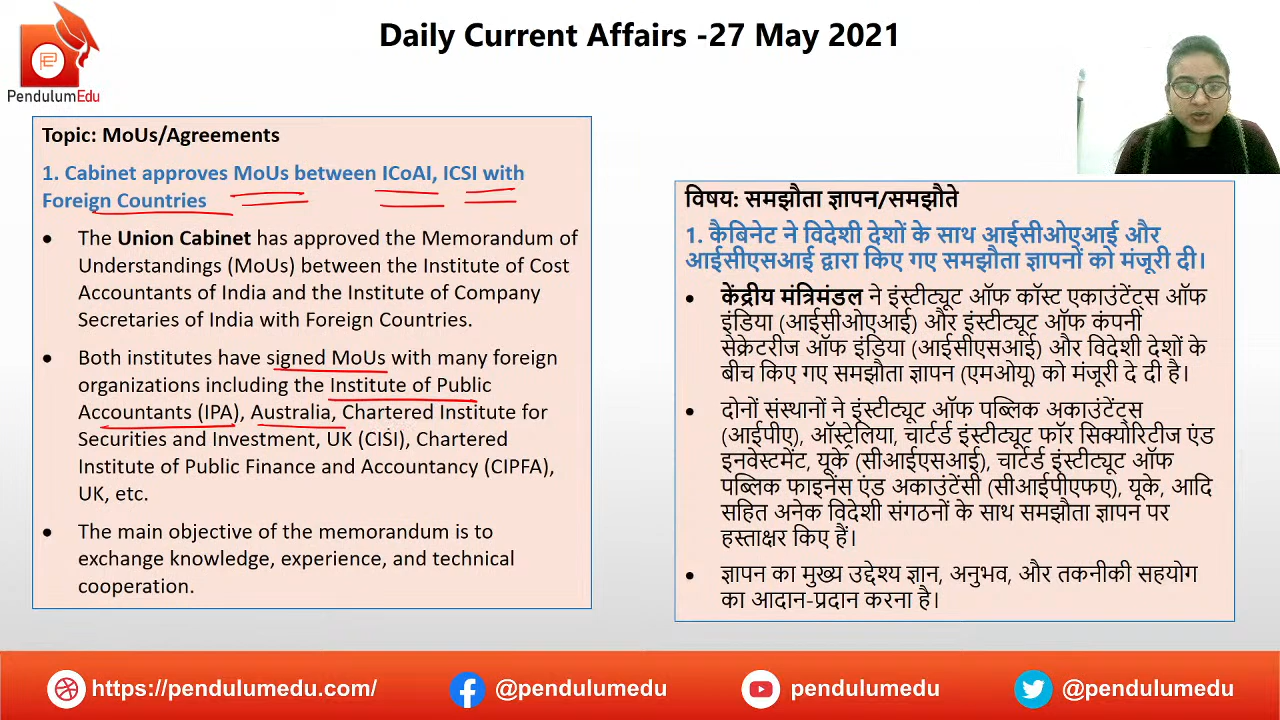 Daily Current Affairs -27 May 2021
PendulumEdu
Topic: MoUs/Agreements
1. Cabinet approves MoUs between ICoAI, ICSI with
Foreign Countries
● The Union Cabinet has approved the Memorandum of
Understandings (MoUs) between the Institute of Cost
Accountants of India and the Institute of Company
Secretaries of India with Foreign Countries.
● Both institutes have signed MoUs with many foreign
organizations including the Institute of Public
Accountants (IPA), Australia, Chartered Institute for
Securities and Investment, UK (CISI), Chartered
Institute of Public Finance and Accountancy (CIPFA),
UK, etc.
● The main objective of the memorandum is to
exchange knowledge, experience, and technical
cooperation.
विषय: समझौता ज्ञापन/समझौते
1. कैबिनेट ने विदेशी देशों के साथ आईसीओएआई और
आईसीएसआई द्वारा किए गए समझौता ज्ञापनों को मंजूरी दी।
● केंद्रीय मंत्रिमंडल ने इंस्टीट्यूट ऑफ कॉस्ट एकाउंटेंट्स ऑफ
इंडिया (आईसीओएआई) और इंस्टीट्यूट ऑफ कंपनी
सेक्रेटरीज ऑफ इंडिया (आईसीएसआई) और विदेशी देशों के
बीच किए गए समझौता ज्ञापन (एमओयू) को मंजूरी दे दी है।
● दोनों संस्थानों ने इंस्टीट्यूट ऑफ पब्लिक अकाउंटेंट्स
(आईपीए), ऑस्ट्रेलिया, चार्टर्ड इंस्टीट्यूट फॉर सिक्योरिटीज एंड
इनवेस्टमेंट, यूके (सीआईएसआई), चार्टर्ड इंस्टीट्यूट ऑफ
पब्लिक फाइनेंस एंड अकाउंटेंसी (सीआईपीएफए), यूके, आदि
सहित अनेक विदेशी संगठनों के साथ समझौता ज्ञापन पर
हस्ताक्षर किए हैं।
● ज्ञापन का मुख्य उद्देश्य ज्ञान, अनुभव, और तकनीकी सहयोग
का आदान-प्रदान करना है।
https://pendulumedu.com/ @pendulumedu pendulumedu @pendulumedu